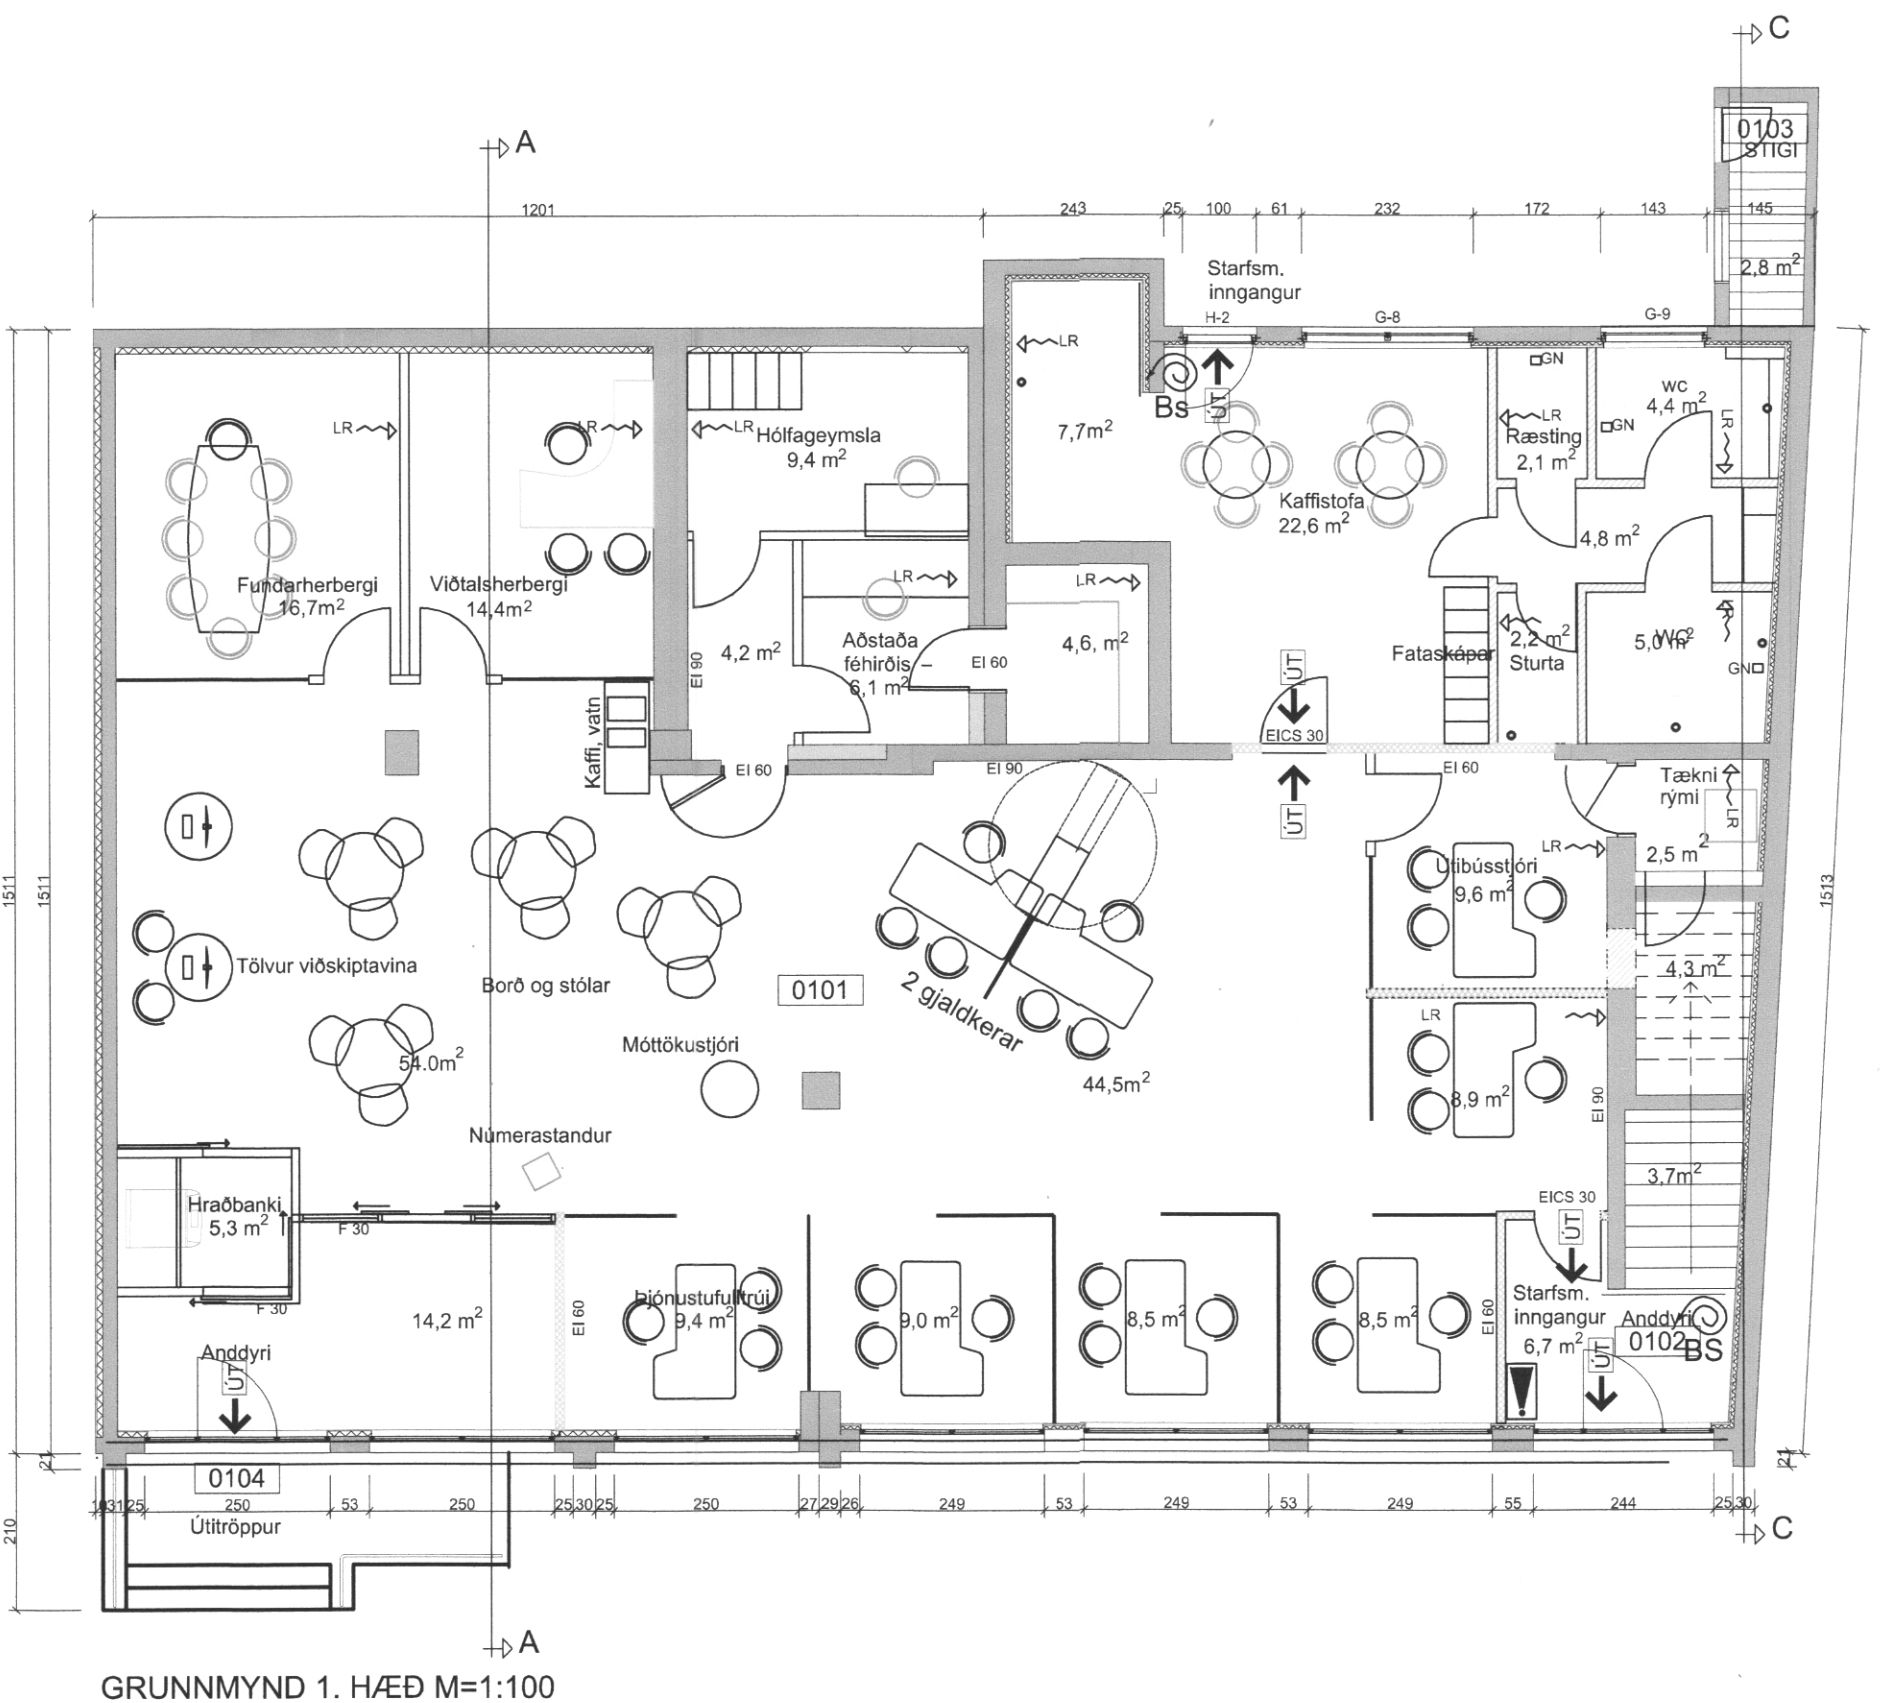 C
0103
STIGI
A
1201
243
25
100
61
232
172
143
145
2,8 m²
Starfsm.
inngangur
H-2
G-8
G-9
LR
LR
LR
LR
7,7m²
Bs
ÚT
GN
LR
Ræsting
2,1 m²
wc
4,4 m²
GN
LR
Hólfageymsla
9,4 m²
Kaffistofa
22,6 m²
4,8 m²
Fundarherbergi
16,7m²
Viðtalsherbergi
14,4m²
LR
LR
4,2 m²
Aðstaða
féhirðis
6,1 m²
EI 60
4,6, m²
EI 90
Fataskápar
2,2 m²
Sturta
5,0 m²
WC
LR
GN
ÚT
EICS 30
Kaffi, vatn
EI 60
EI 90
EI 60
ÚT
Tækni
rými
LR
2,5 m²
LR
Útibússtjóri
9,6 m²
1511
1511
1513
Tölvur viðskiptavina
Borð og stólar
0101
2 gjaldkerar
4,3 m²
Móttökustjóri
LR
54.0m²
44,5m²
8,9 m²
EI 90
Númerastandur
3,7m²
Hraðbanki
5,3 m²
F 30
EICS 30
ÚT
F 30
14,2 m²
EI 60
Þjónustufulltrúi
9,4 m²
9,0 m²
8,5 m²
8,5 m²
EI 60
Starfsm.
inngangur
6,7 m²
Anddyri
0102
BS
Anddyri
ÚT
ÚT
21
21
0104
25
250
53
250
25
30
25
250
27
29
26
249
53
249
53
249
55
244
25
30
210
Útitröppur
C
A
GRUNNMYND 1. HÆÐ M=1:100